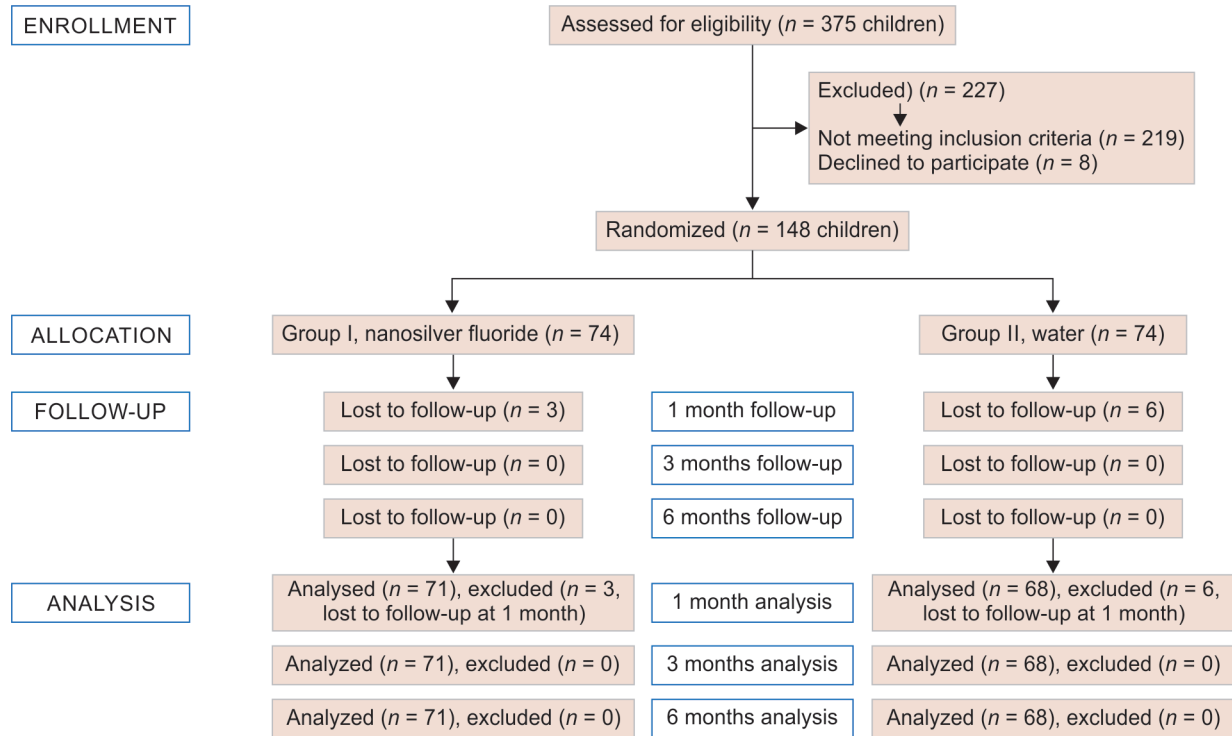 ENROLLMENT
Assessed for eligibility (n = 375 children)
Excluded) (n = 227)
Not meeting inclusion criteria (n = 219)
Declined to participate (n = 8)
Randomized (n = 148 children)
ALLOCATION
Group I, nanosilver fluoride (n = 74)
Group II, water (n = 74)
FOLLOW-UP
Lost to follow-up (n = 3)
1 month follow-up
Lost to follow-up (n = 6)
Lost to follow-up (n = 0)
3 months follow-up
Lost to follow-up (n = 0)
Lost to follow-up (n = 0)
6 months follow-up
Lost to follow-up (n = 0)
ANALYSIS
Analysed (n = 71), excluded (n = 3,
lost to follow-up at 1 month)
1 month analysis
Analysed (n = 68), excluded (n = 6,
lost to follow-up at 1 month)
Analyzed (n = 71), excluded (n = 0)
3 months analysis
Analyzed (n = 68), excluded (n = 0)
Analyzed (n = 71), excluded (n = 0)
6 months analysis
Analyzed (n = 68), excluded (n = 0)